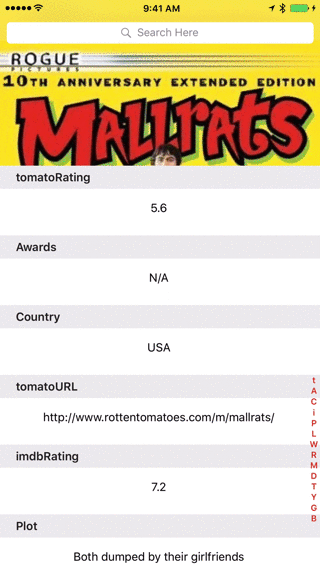 9:41 AM
Search Here
ROGUE
PICTURES
10TH ANNIVERSARY EXTENDED EDITION
MALLRATS
tomatoRating
5.6
Awards
N/A
Country
USA
tomatoURL
http://www.rottentomatoes.com/m/mallrats/
imdbRating
7.2
Plot
Both dumped by their girlfriends
t
A
C
i
P
L
W
R
M
D
T
Y
G
B